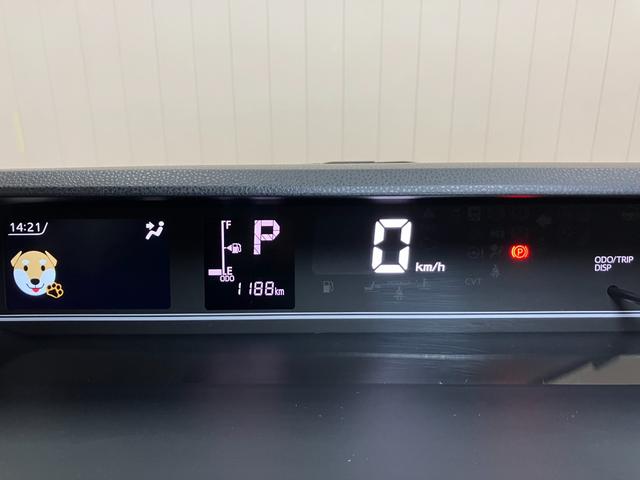 14:21
F
P
E
ODO
1188km
0 km/h
P
CVT
ODO/TRIP
DISP